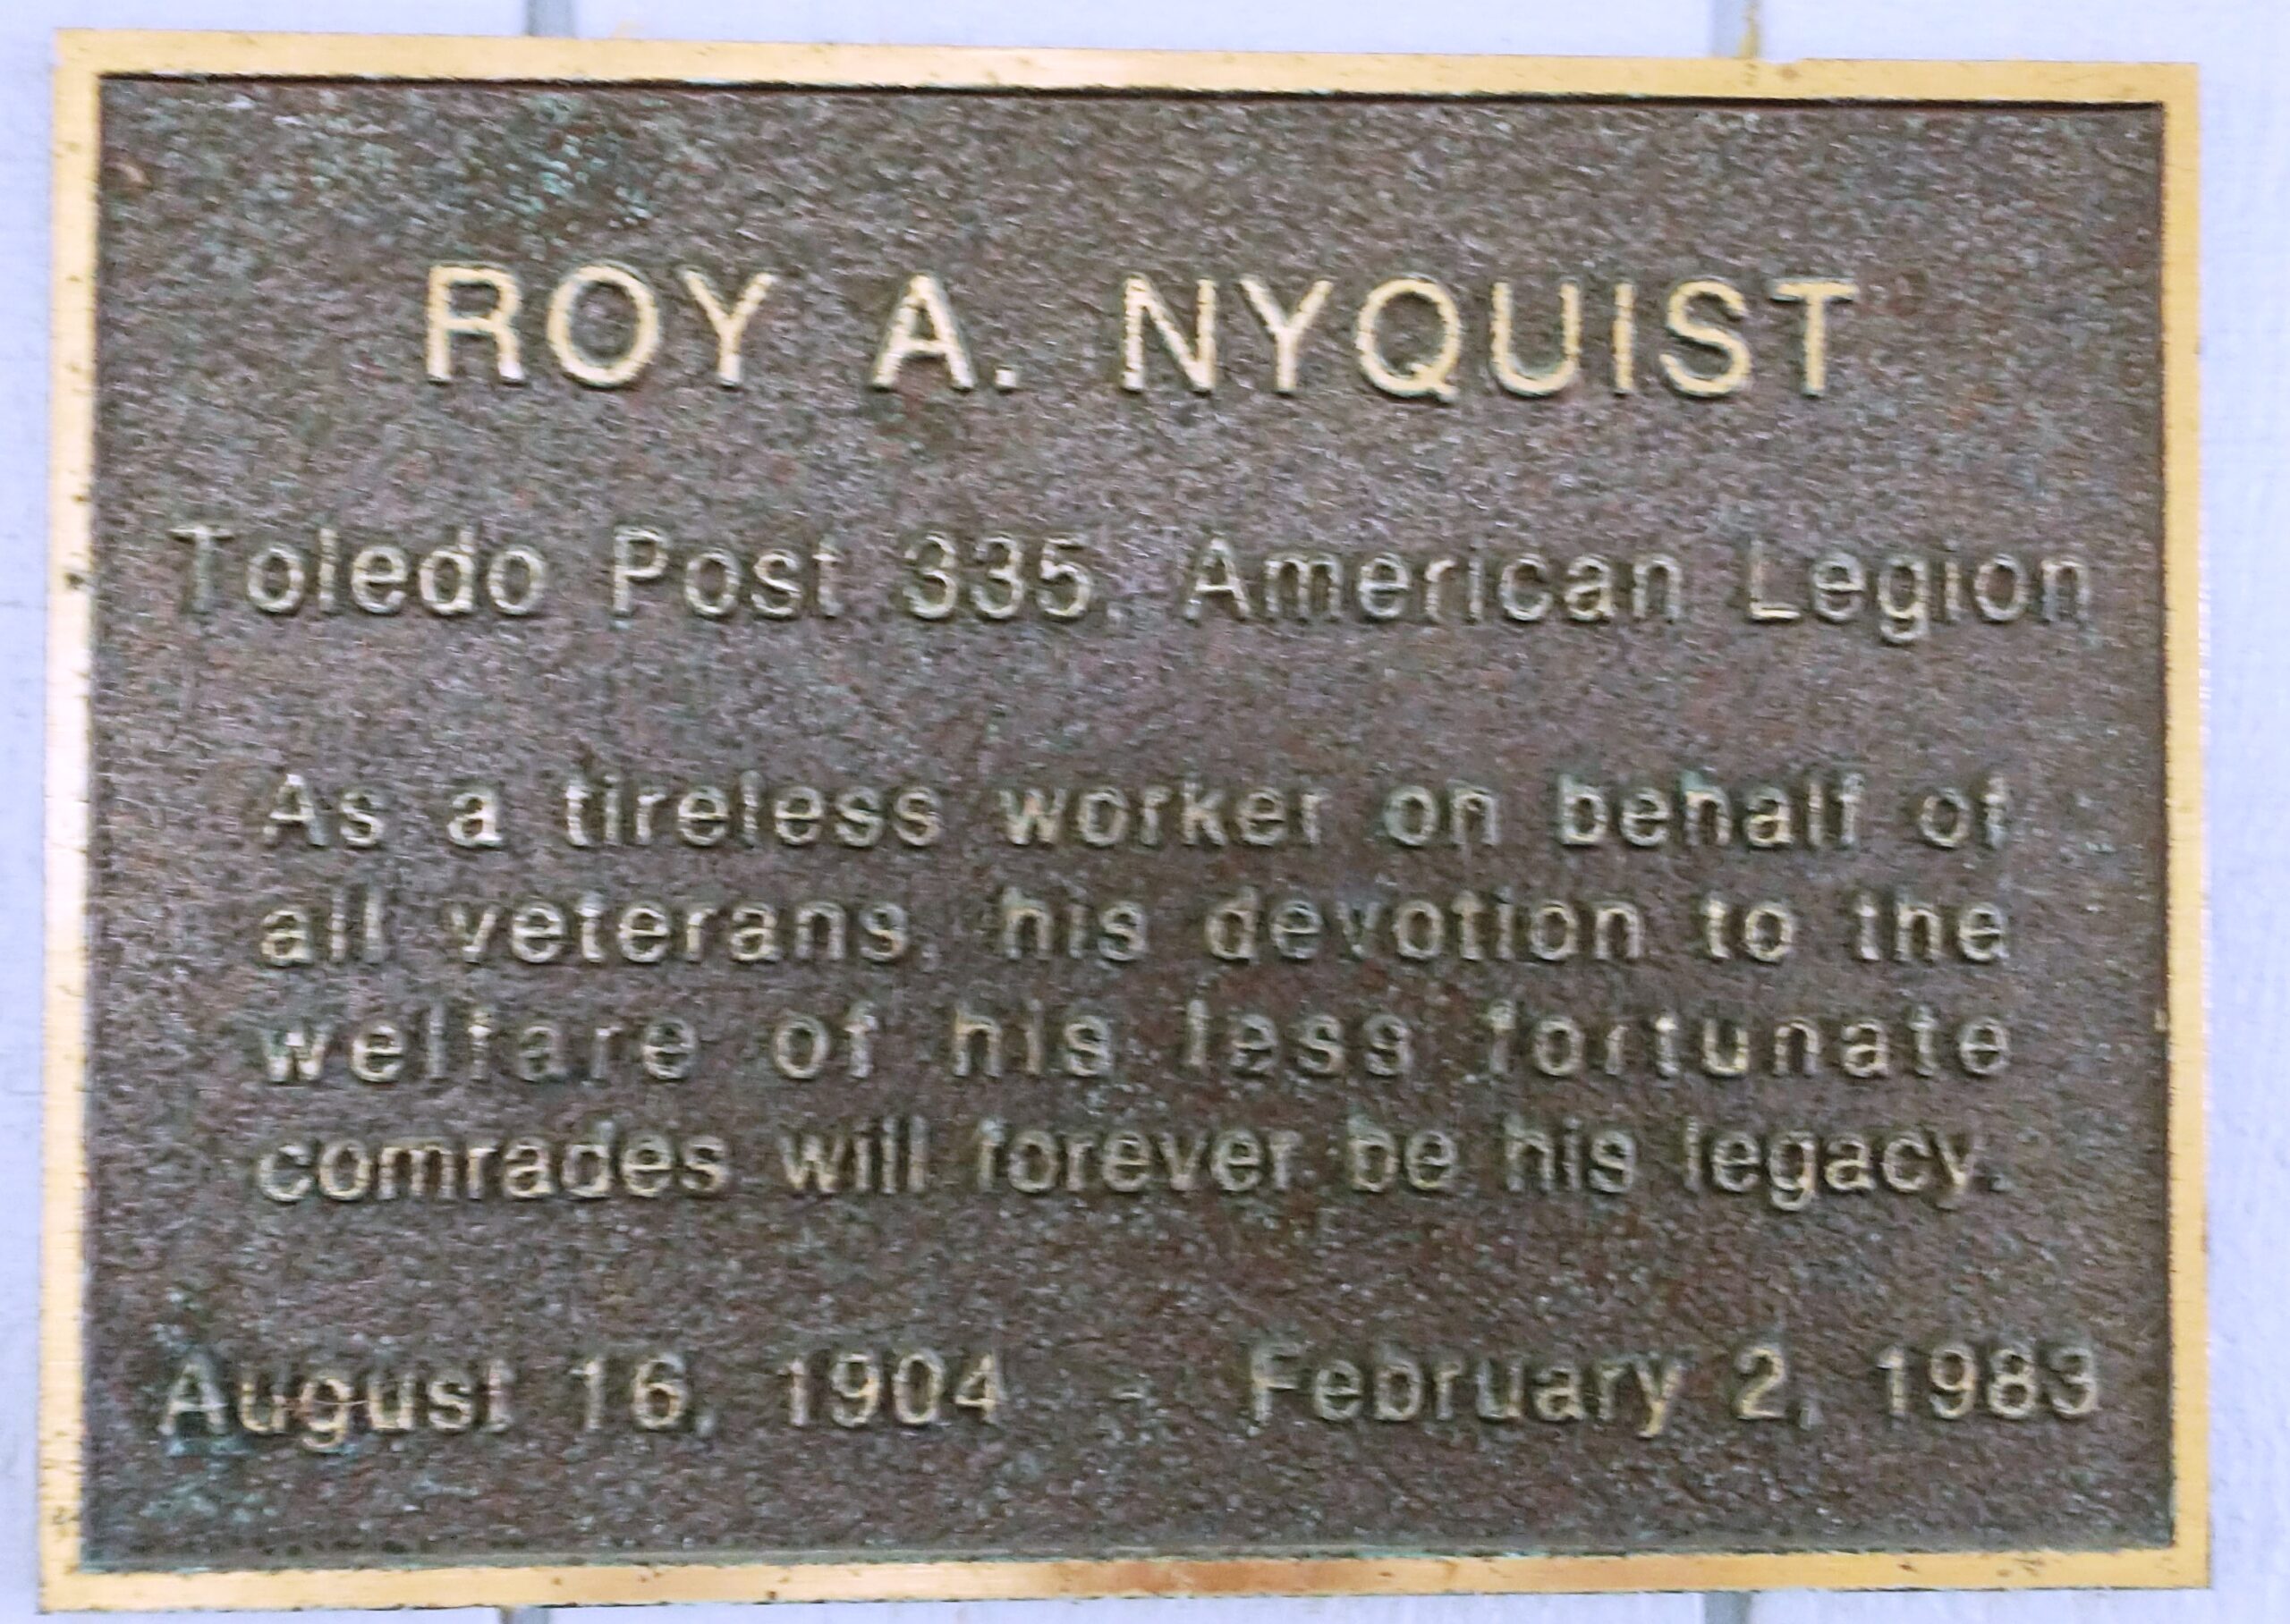 ROY A. NYQUIST
Toledo Post 335, American Legion
As a tireless worker on behalf of
all veterans, his devotion to the
welfare of his less fortunate
comrades will forever be his legacy.
August 16, 1904 - February 2, 1983